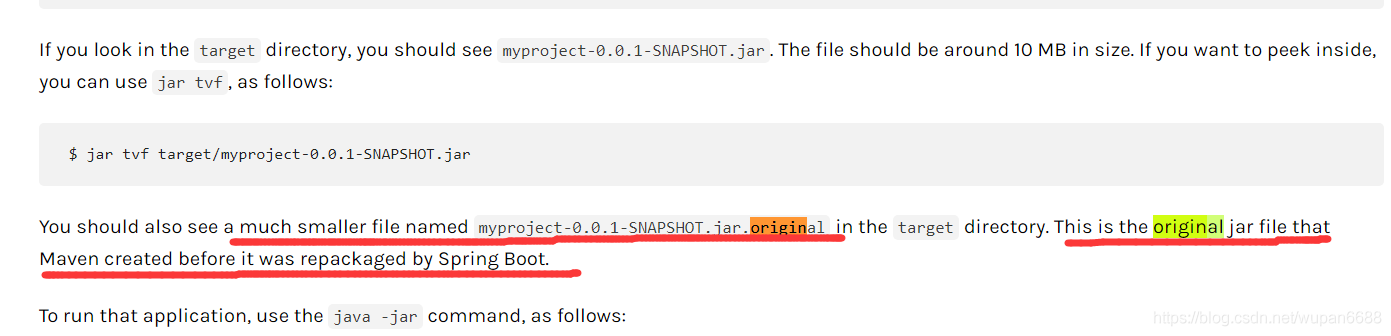 If you look in the target directory, you should see myproject-0.0.1-SNAPSHOT.jar. The file should be around 10 MB in size. If you want to peek inside,
you can use jar tvf, as follows:
$ jar tvf target/myproject-0.0.1-SNAPSHOT.jar
You should also see a much smaller file named myproject-0.0.1-SNAPSHOT.jar.original in the target directory. This is the original jar file that
Maven created before it was repackaged by Spring Boot.
To run that application, use the java -jar command, as follows:
https://blog.csdn.net/wupan6688